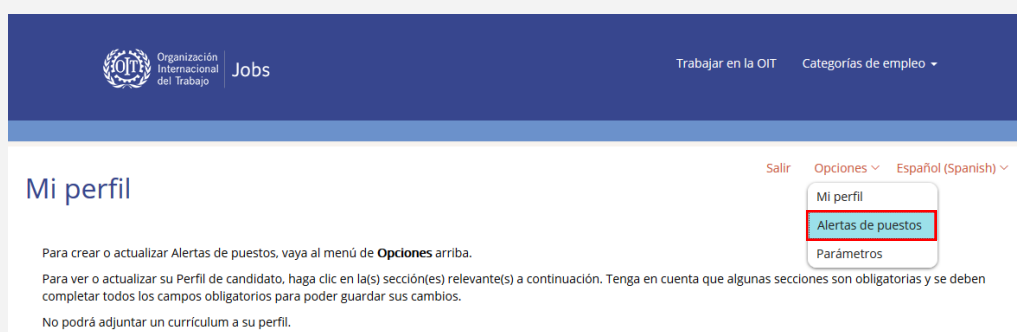 OIT
Organización
Internacional
del Trabajo
Jobs
Trabajar en la OIT
Categorías de empleo
Salir
Opciones
Español (Spanish)
Mi perfil
Mi perfil
Alertas de puestos
Parámetros
Para crear o actualizar Alertas de puestos, vaya al menú de Opciones arriba.
Para ver o actualizar su Perfil de candidato, haga clic en la(s) sección(es) relevante(s) a continuación. Tenga en cuenta que algunas secciones son obligatorias y se deben
completar todos los campos obligatorios para poder guardar sus cambios.
No podrá adjuntar un currículum a su perfil.